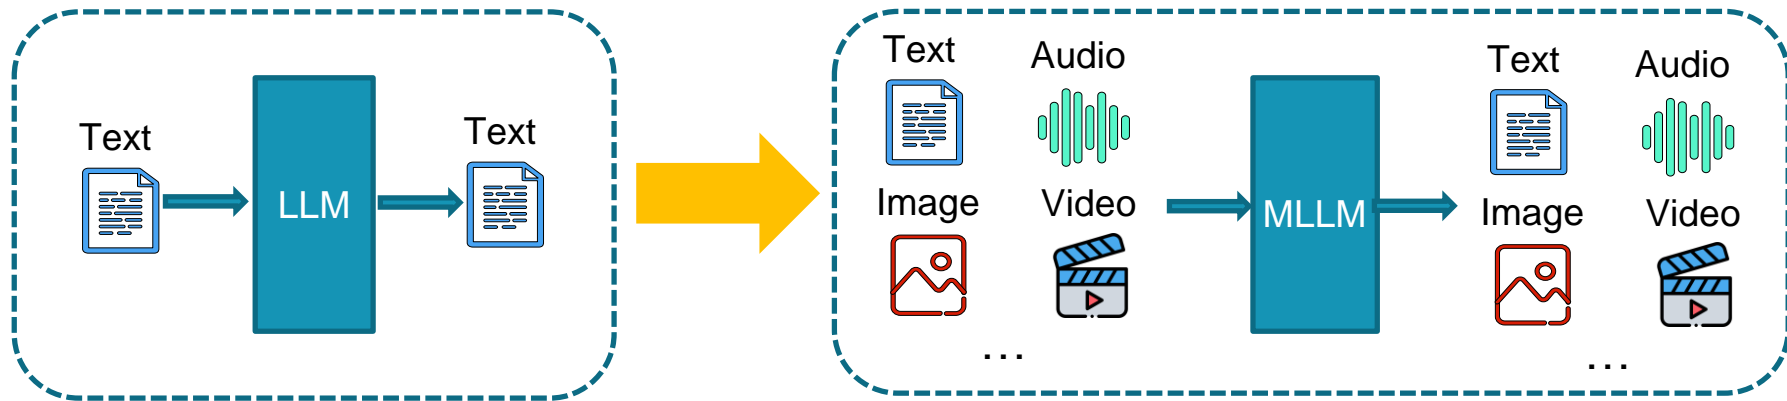 Text
LLM
Text
Text Audio
Image Video
...
MLLM
Text Audio
Image Video
...